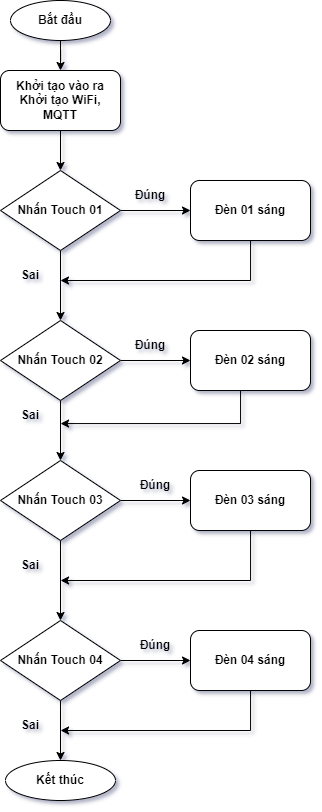 Bắt đầu
Khởi tạo vào ra
Khởi tạo WiFi,
MQTT
Nhấn Touch 01
Đúng
Đèn 01 sáng
Sai
Nhấn Touch 02
Đúng
Đèn 02 sáng
Sai
Nhấn Touch 03
Đúng
Đèn 03 sáng
Sai
Nhấn Touch 04
Đúng
Đèn 04 sáng
Sai
Kết thúc